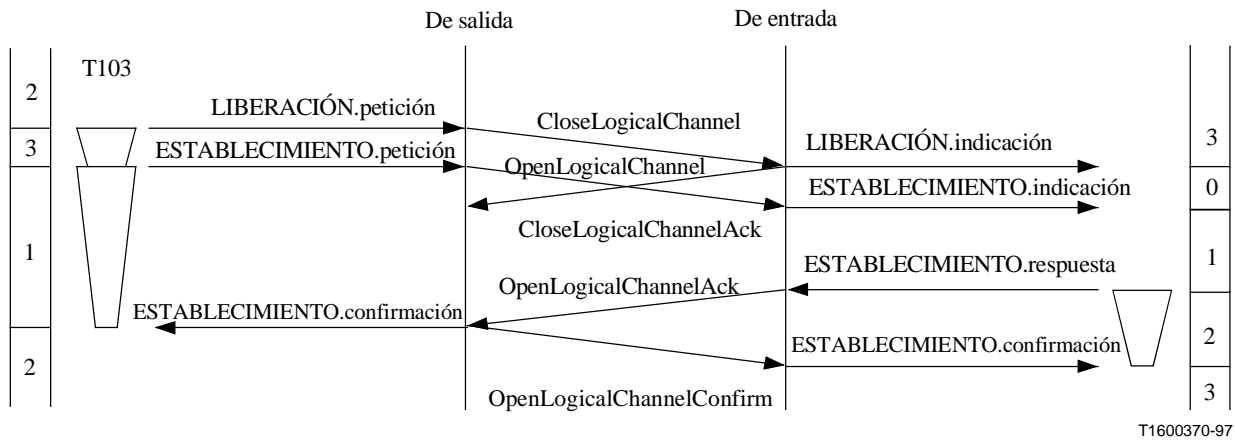 De salida
De entrada
T103
2
LIBERACIÓN.petición
CloseLogicalChannel
LIBERACIÓN.indicación
3
3
ESTABLECIMIENTO.petición
OpenLogicalChannel
ESTABLECIMIENTO.indicación
0
CloseLogicalChannelAck
1
ESTABLECIMIENTO.respuesta
1
OpenLogicalChannelAck
ESTABLECIMIENTO.confirmación
ESTABLECIMIENTO.confirmación
2
2
OpenLogicalChannelConfirm
3
T1600370-97